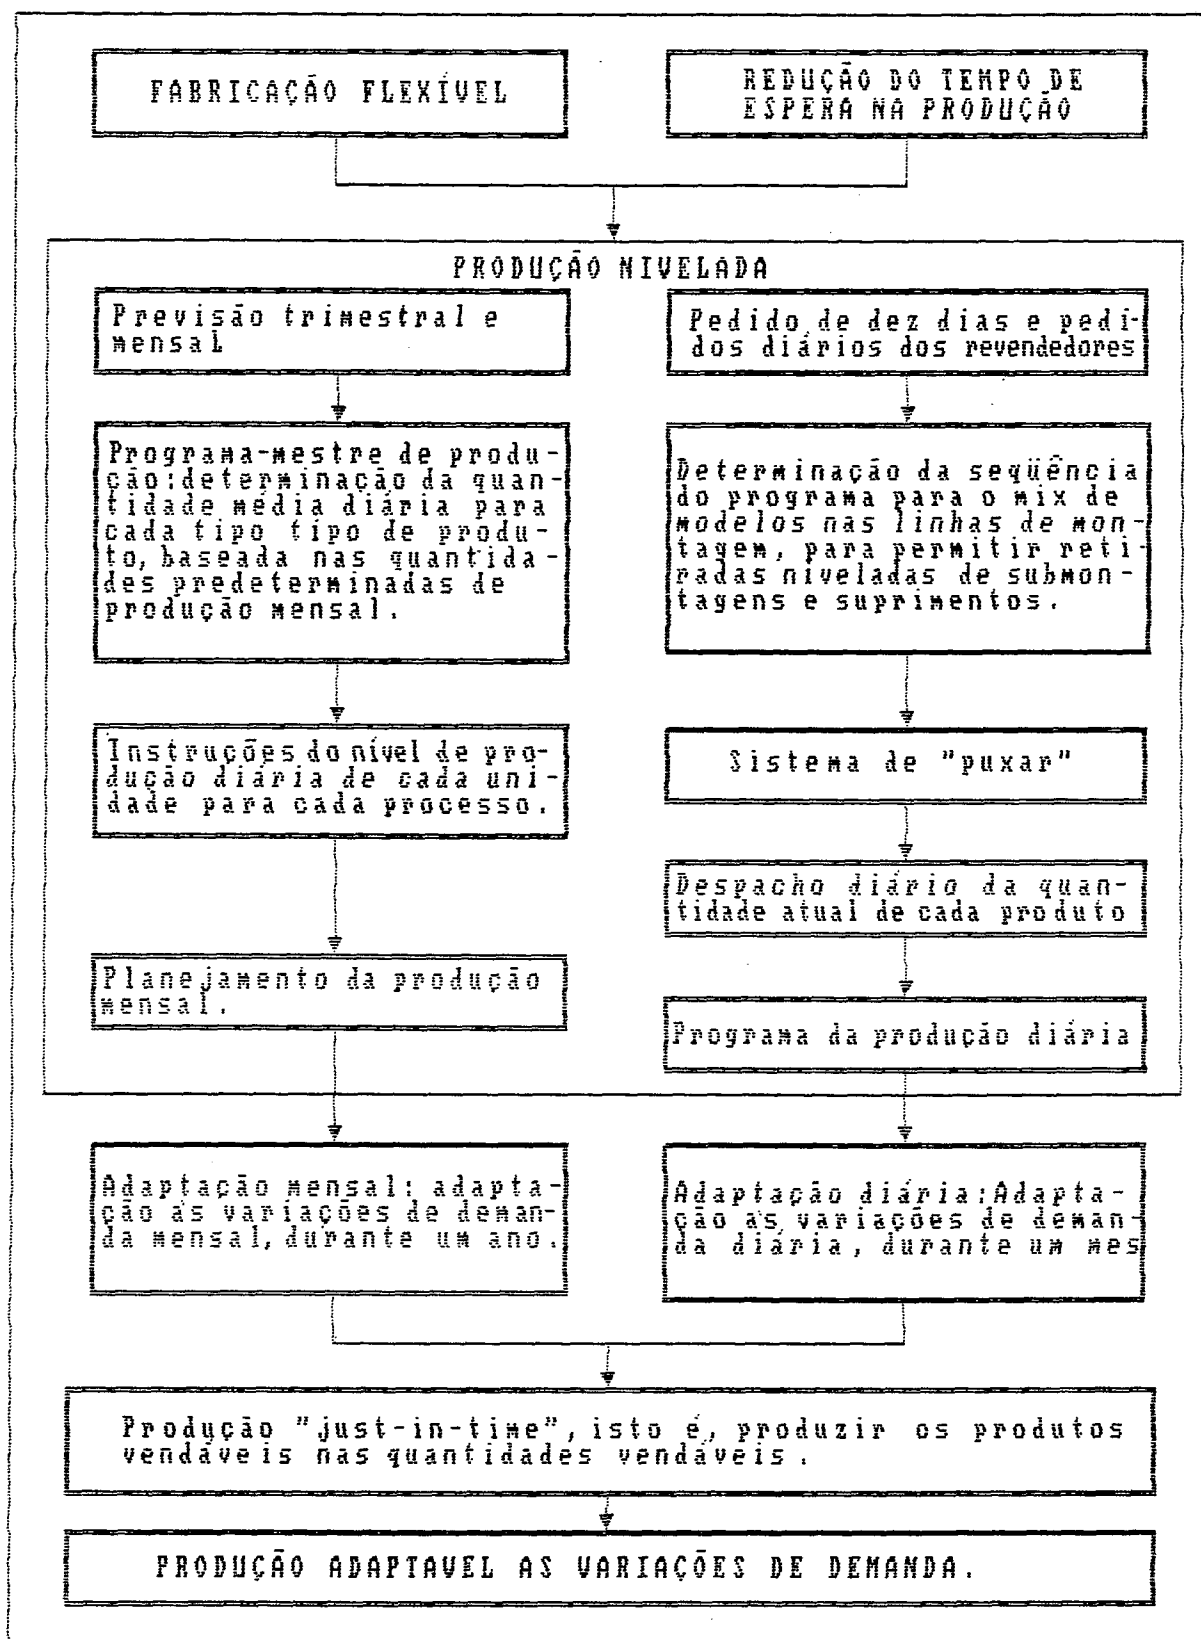 FABRICAÇÃO FLEXÍVEL
REDUÇÃO DO TEMPO DE
ESPERA NA PRODUÇÃO
PRODUÇÃO NIVELADA
Previsão trimestral e
mensal
Pedido de dez dias e pedi-
dos diários dos revendedores
Programa-mestre de produ-
ção:determinação da quan-
tidade média diária para
cada tipo tipo de produ-
to, baseada nas quantida-
des predeterminadas de
produção mensal.
Determinação da seqüência
do programa para o mix de
modelos nas linhas de mon-
tagem, para permitir reti-
radas niveladas de submon-
tagens e suprimentos.
Instruções do nível de pro-
dução diária de cada uni-
dade para cada processo.
Sistema de "puxar"
Despacho diário da quan-
tidade atual de cada produto
Planejamento da produção
mensal.
Programa da produção diária
Adaptação mensal: adapta-
ção às variações de deman-
da mensal, durante um ano.
Adaptação diária:Adapta-
ção as variações de deman-
da diária, durante um mes
Produção "just-in-time", isto é, produzir os produtos
vendáveis nas quantidades vendáveis.
PRODUÇÃO ADAPTAVEL AS VARIAÇÕES DE DEMANDA.